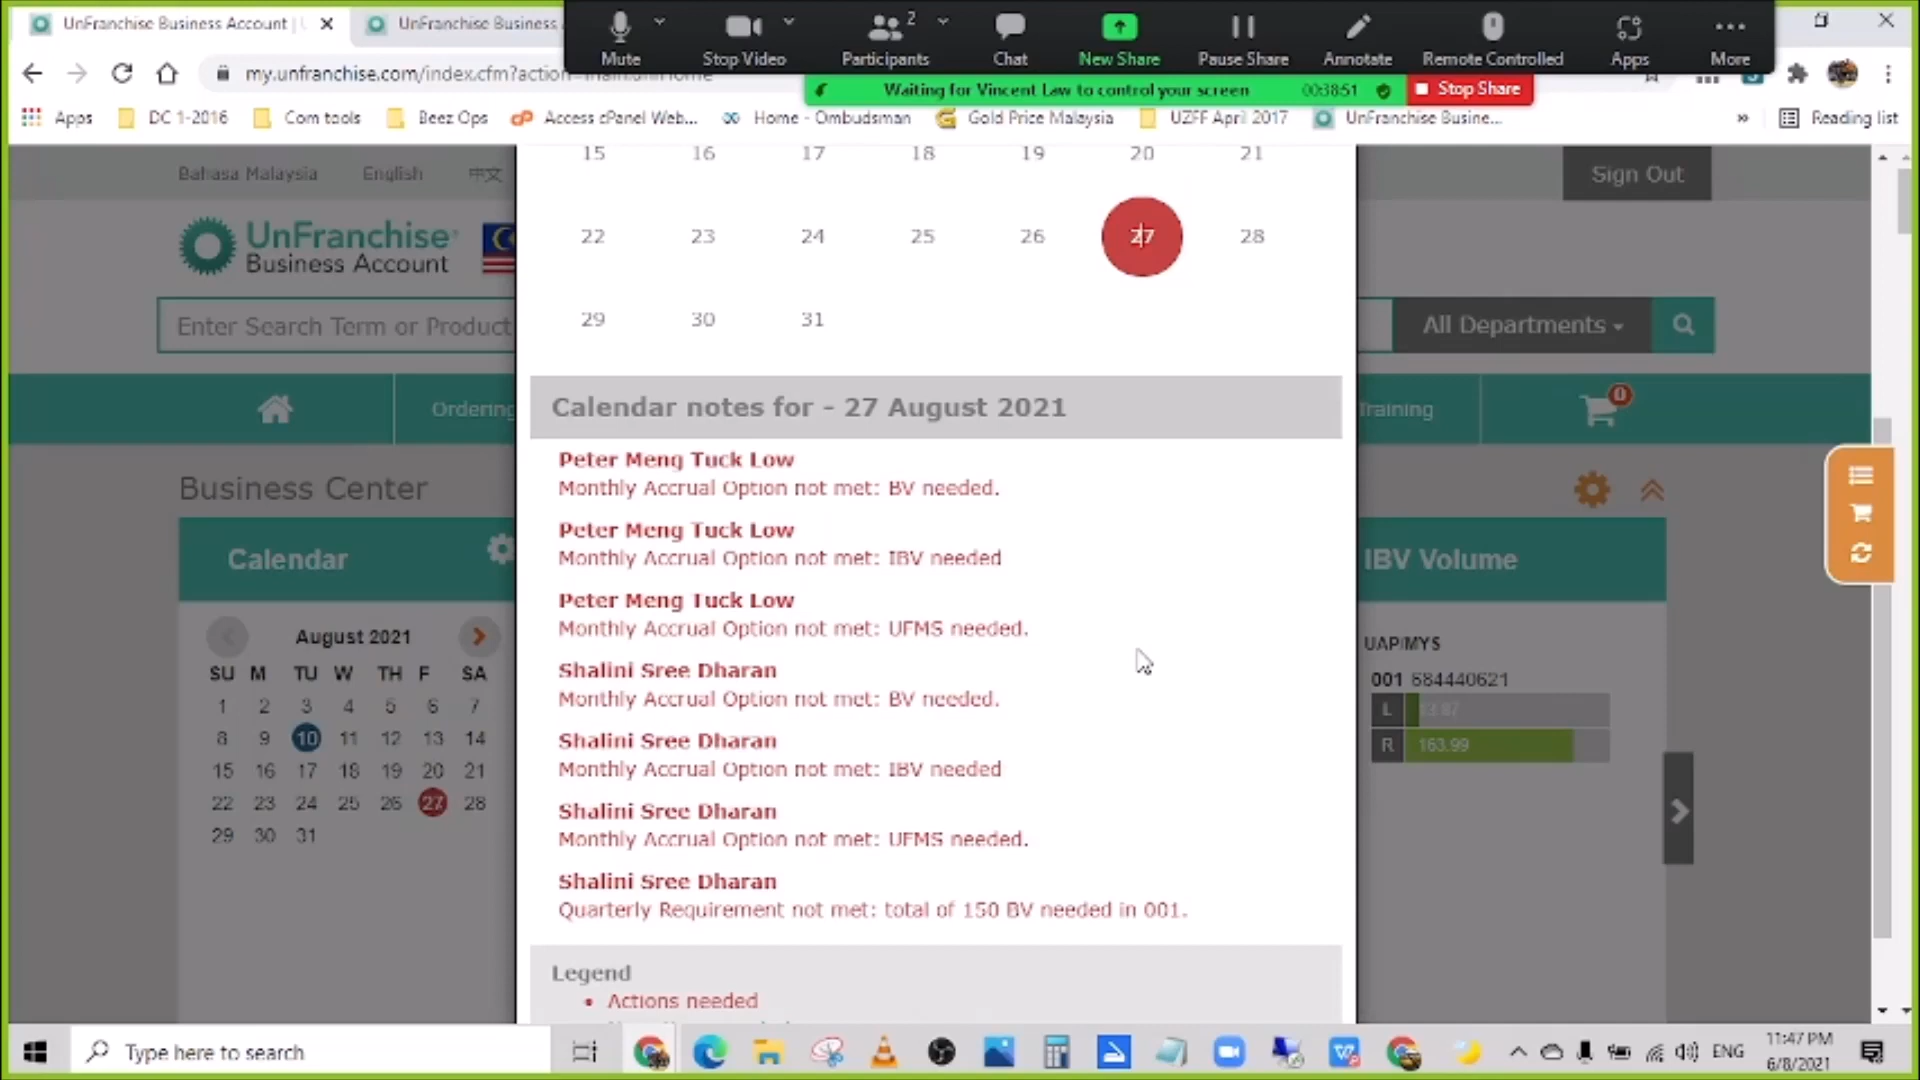 UnFranchise Business Account |
UnFranchise Business
Mute
Stop Video
Participants
2
Chat
New Share
Pause Share
Annotate
Remote Controlled
Apps
More
my.unfranchise.com/index.cfm?action=main.uhHome
Waiting for Vincent Law to control your screen
00:38:51
Stop Share
Apps
DC 1-2016
Com tools
Beez Ops
Access cPanel Web...
Home - Ombudsman
Gold Price Malaysia
UZFF April 2017
UnFranchise Busine...
»
Reading list
Bahasa Malaysia
English
中文
Sign Out
UnFranchise
Business Account
Enter Search Term or Product
All Departments
Ordering
Training
0
15 16 17 18 19 20 21
22 23 24 25 26 27 28
29 30 31
Calendar notes for - 27 August 2021
Peter Meng Tuck Low
Monthly Accrual Option not met: BV needed.
Peter Meng Tuck Low
Monthly Accrual Option not met: IBV needed
Peter Meng Tuck Low
Monthly Accrual Option not met: UFMS needed.
Shalini Sree Dharan
Monthly Accrual Option not met: BV needed.
Shalini Sree Dharan
Monthly Accrual Option not met: IBV needed
Shalini Sree Dharan
Monthly Accrual Option not met: UFMS needed.
Shalini Sree Dharan
Quarterly Requirement not met: total of 150 BV needed in 001.
Legend
Actions needed
Business Center
Calendar
August 2021
SU M TU W TH F SA
1 2 3 4 5 6 7
8 9 10 11 12 13 14
15 16 17 18 19 20 21
22 23 24 25 26 27 28
29 30 31
IBV Volume
UAP/MYS
001 684440621
L 13.87
R 163.99
Type here to search
ENG
11:47 PM
6/8/2021